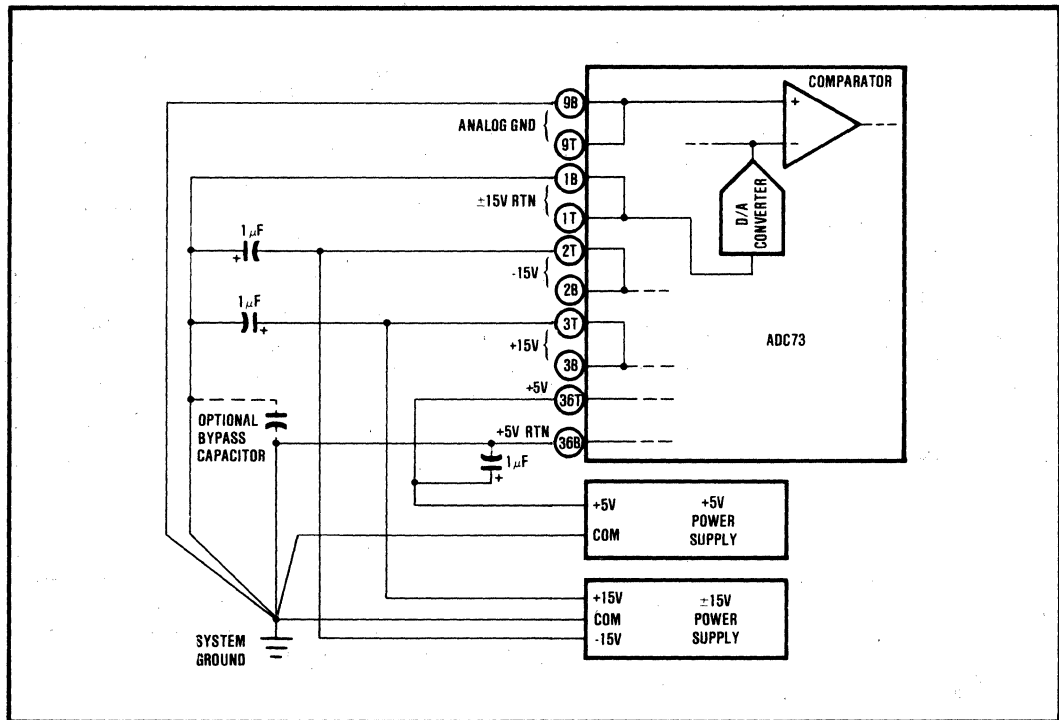 COMPARATOR
9B
+
ANALOG GND {
9T
-
1B
±15V RTN {
1T
D/A
CONVERTER
1μF
+
2T
-15V {
2B
1μF
+
3T
+15V {
3B
ADC73
+5V
36T
OPTIONAL
BYPASS
CAPACITOR
+5V RTN
36B
1μF
+
+5V
COM
+5V
POWER
SUPPLY
+15V
COM
-15V
±15V
POWER
SUPPLY
SYSTEM
GROUND